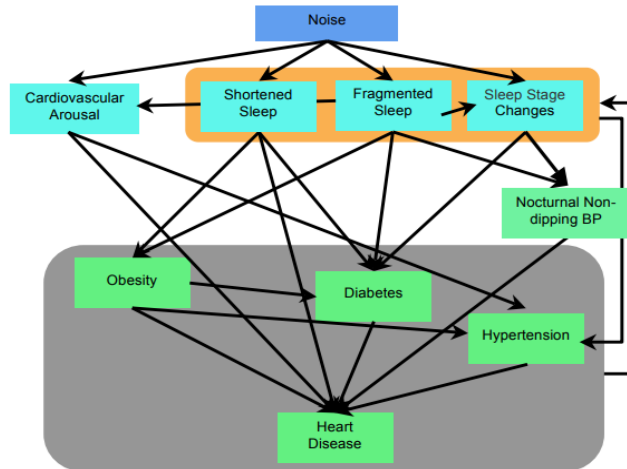 Noise
Cardiovascular
Arousal
Shortened
Sleep
Fragmented
Sleep
Sleep Stage
Changes
Nocturnal Non-
dipping BP
Obesity
Diabetes
Hypertension
Heart
Disease